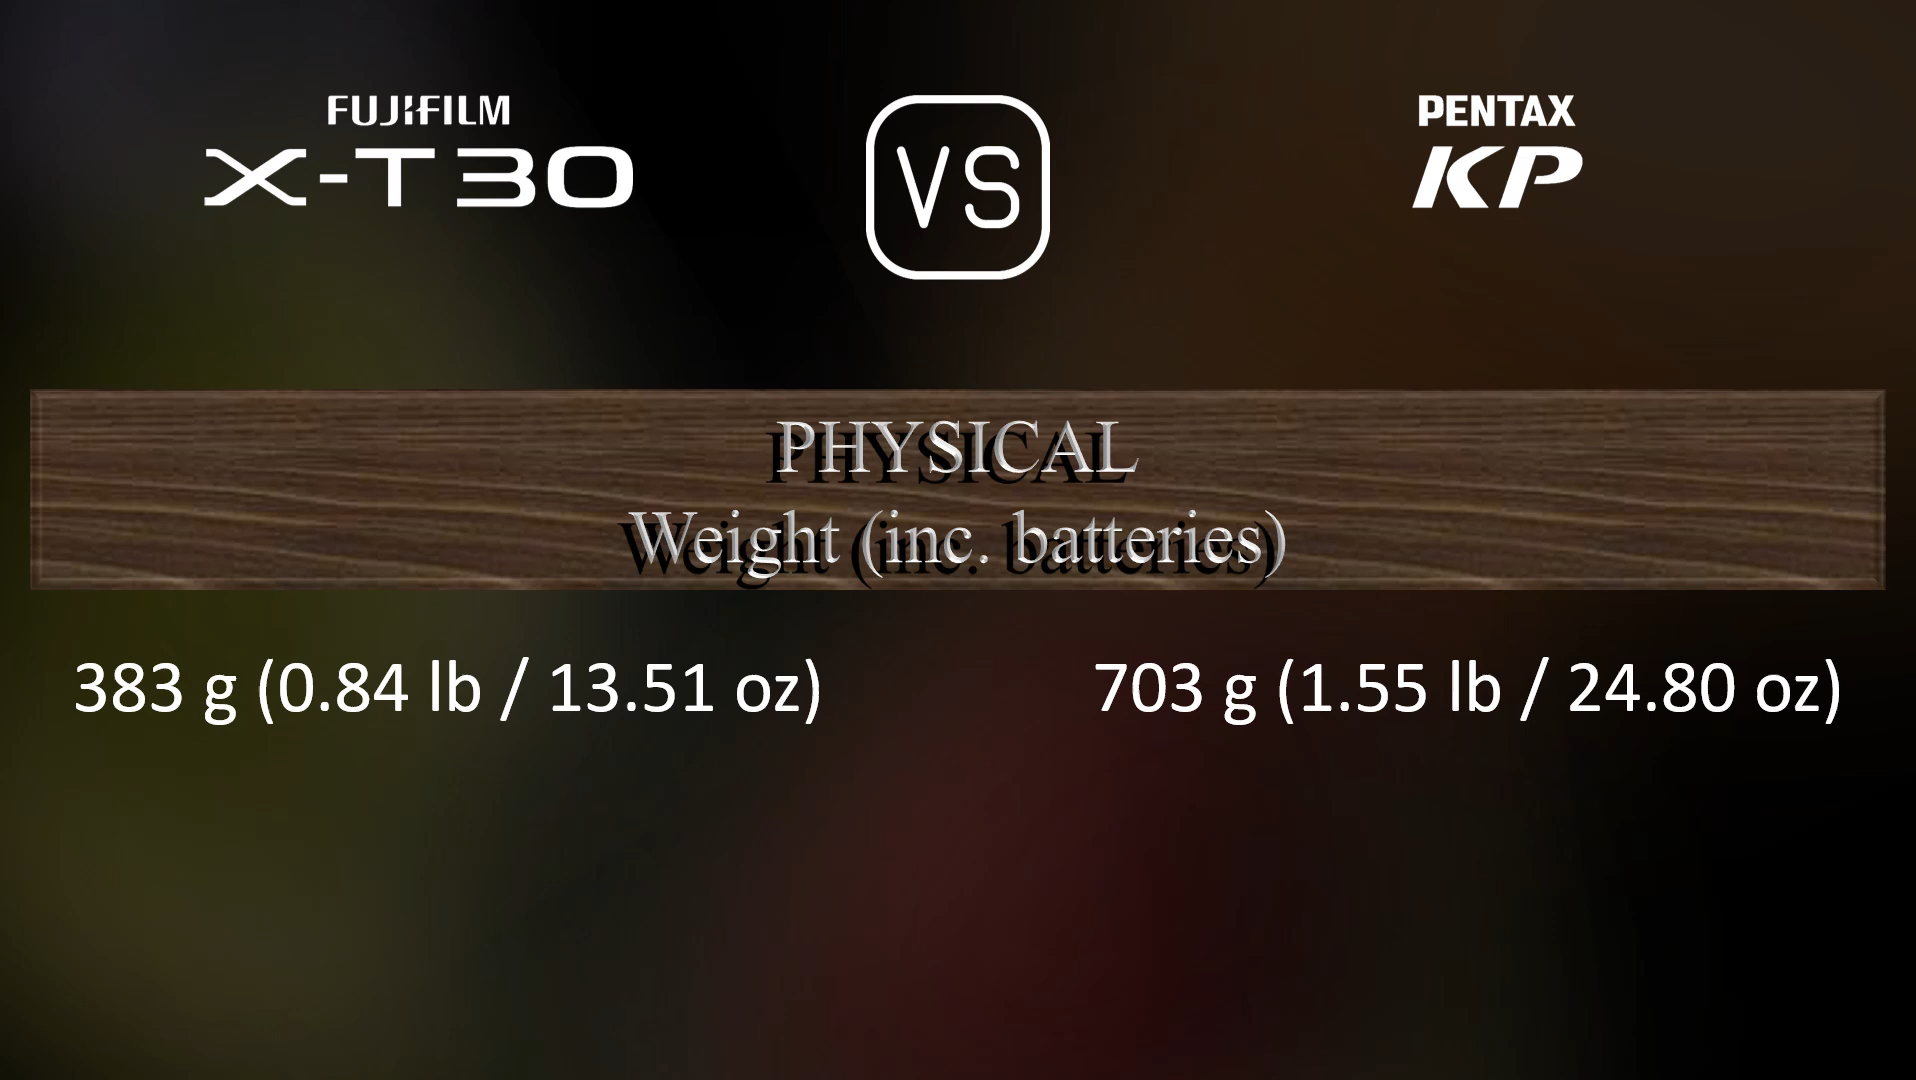 FUJIFILM
X-T30
VS
PENTAX
KP
PHYSICAL
Weight (inc. batteries)
383 g (0.84 lb / 13.51 oz)
703 g (1.55 lb / 24.80 oz)